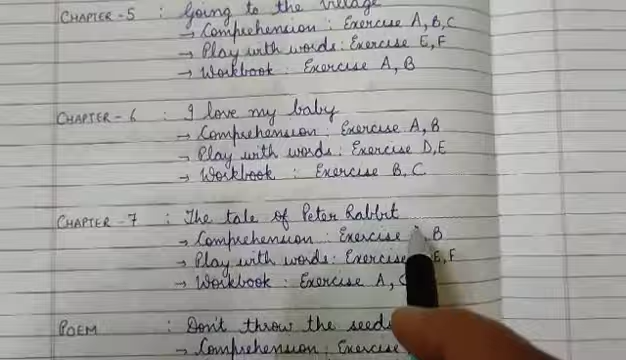 CHAPTER-5 : Going to the village
→ Comprehension : Exercise A, B, C
→ Play with words : Exercise E, F
→ Workbook : Exercise A, B
CHAPTER-6 : I love my baby
→ Comprehension : Exercise A, B
→ Play with words : Exercise D, E
→ Workbook : Exercise B, C
CHAPTER-7 : The tale of Peter Rabbit
→ Comprehension : Exercise B
→ Play with words : Exercise E, F
→ Workbook : Exercise A,
POEM : Don't throw the seeds
→ Comprehension : Exercise